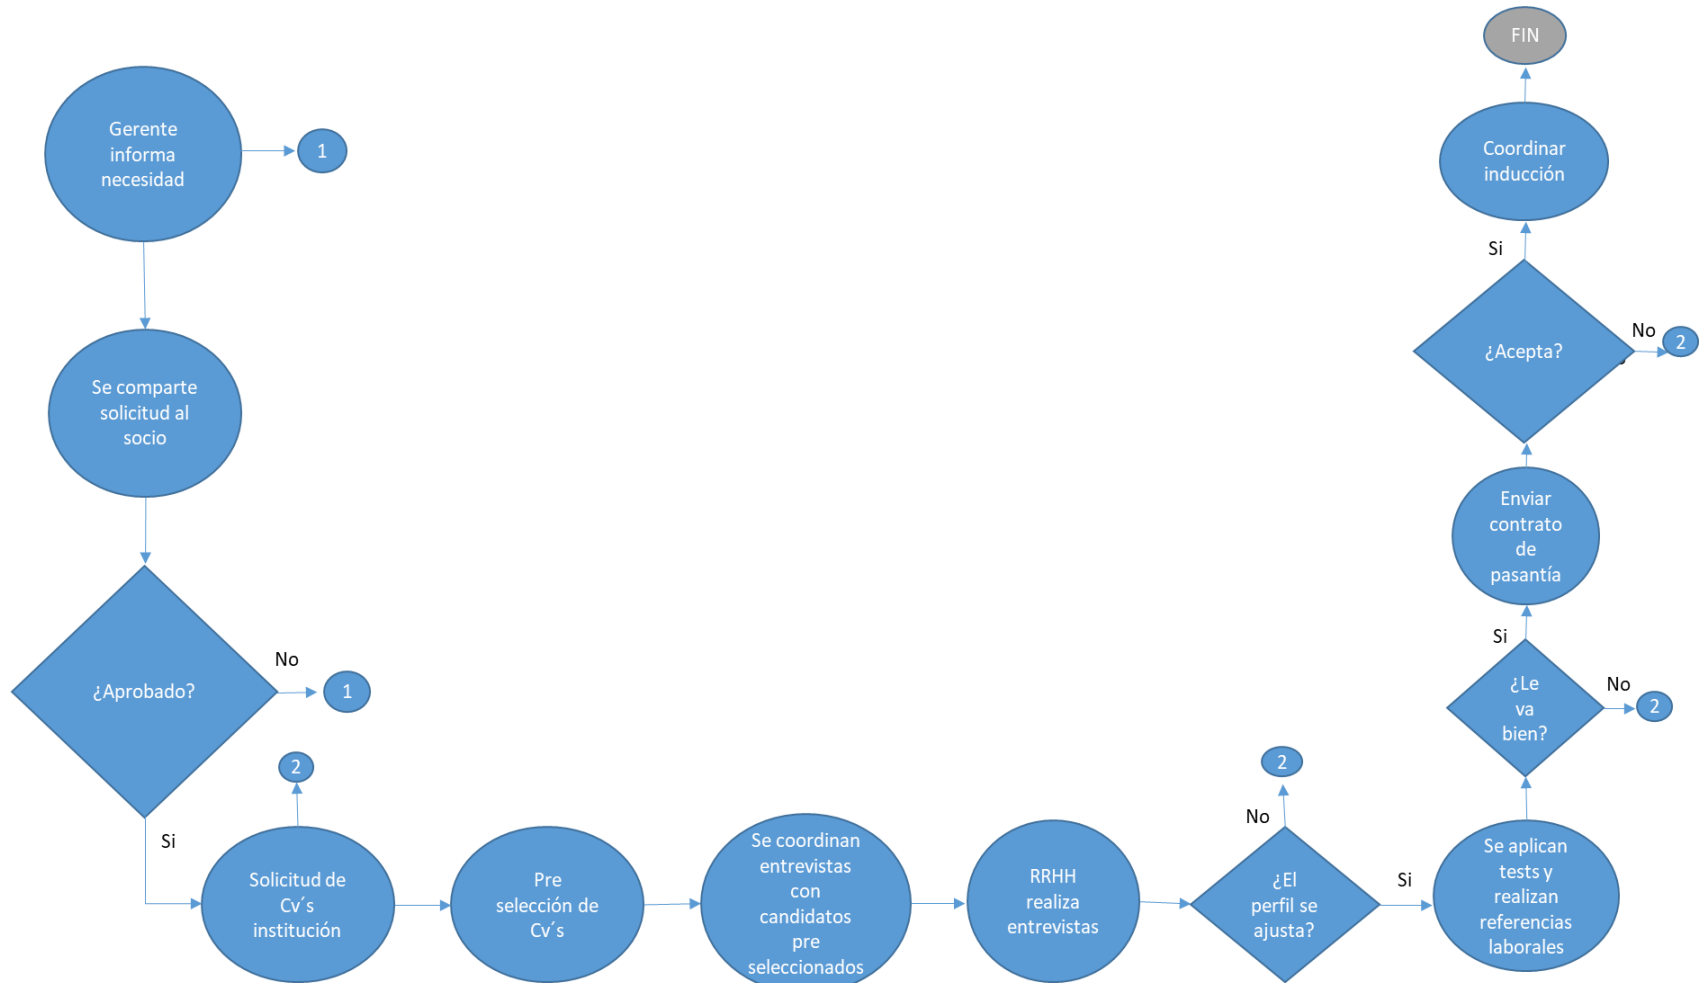 Gerente
informa
necesidad
1
Se comparte
solicitud al
socio
¿Aprobado?
No
1
Si
2
Solicitud de
Cv´s
institución
Pre
selección de
Cv´s
Se coordinan
entrevistas
con
candidatos
pre
seleccionados
RRHH
realiza
entrevistas
¿El
perfil se
ajusta?
No
2
Si
Se aplican
tests y
realizan
referencias
laborales
¿Le
va
bien?
No
2
Si
Enviar
contrato
de
pasantía
¿Acepta?
No
2
Si
Coordinar
inducción
FIN